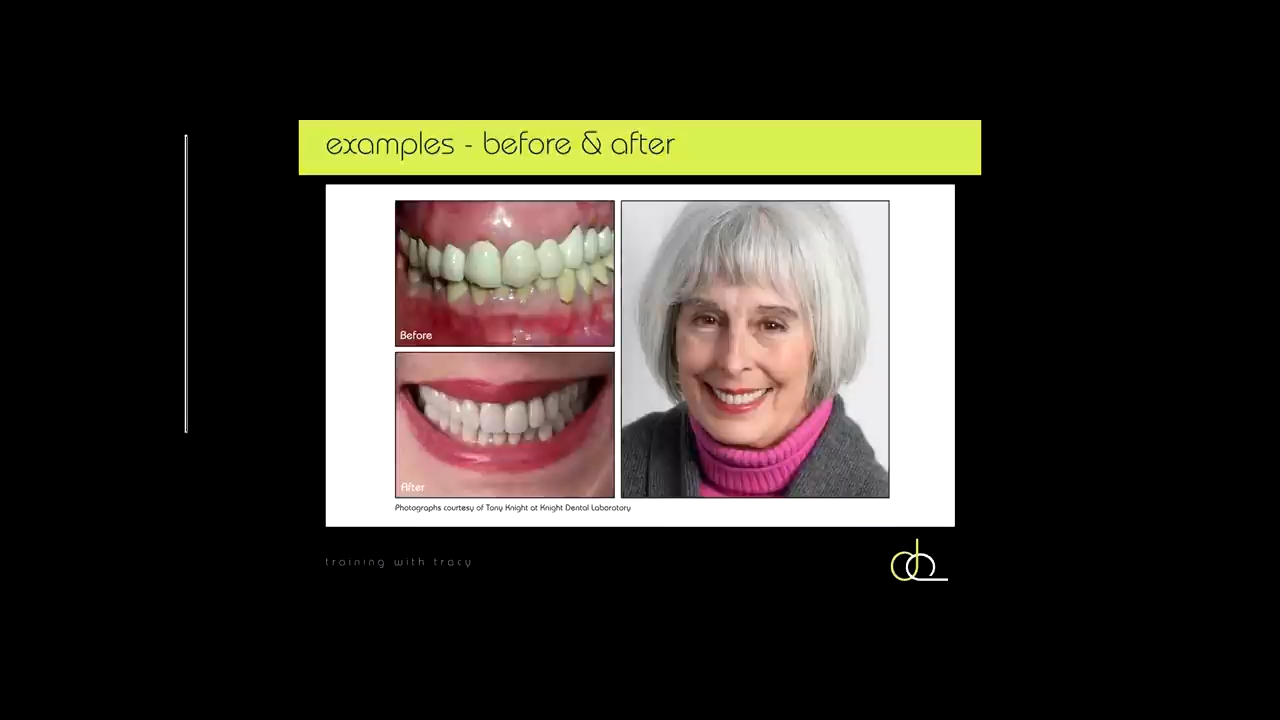 examples - before & after
Before
After
Photographs courtesy of Tony Knight at Knight Dental Laboratory
training with tracy